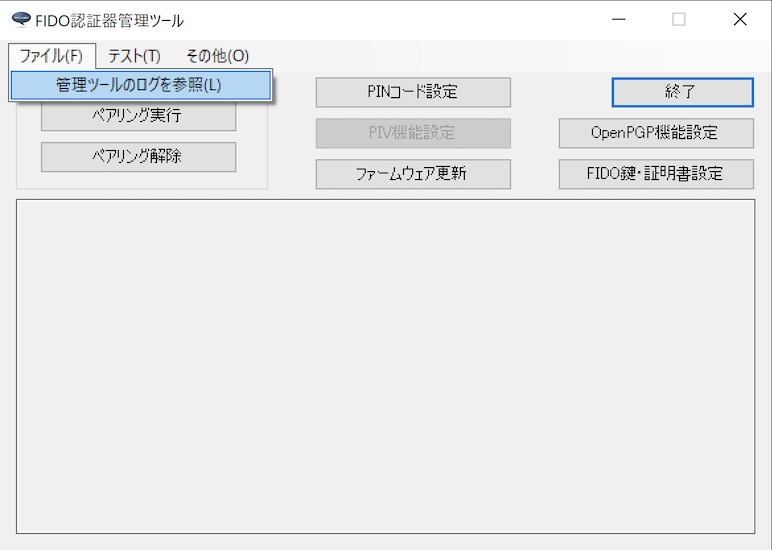 FIDO認証器管理ツール
ファイル(F) テスト(T) その他(O)
管理ツールのログを参照(L)
ペアリング実行
ペアリング解除
PINコード設定
PIV機能設定
ファームウェア更新
終了
OpenPGP機能設定
FIDO鍵・証明書設定